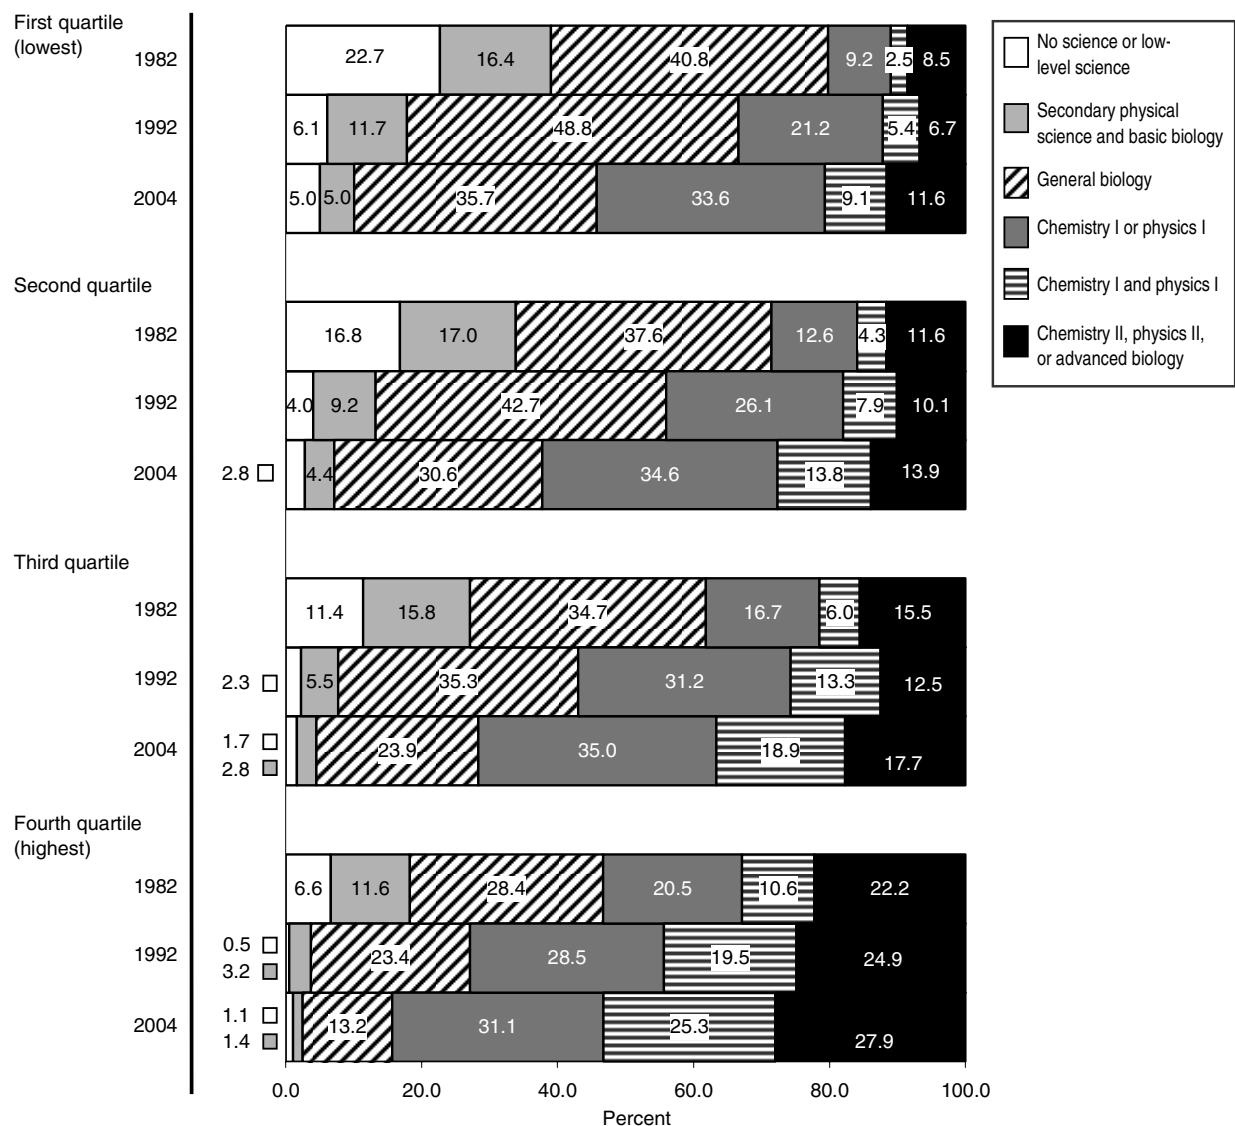 First quartile
(lowest)
1982
22.7 16.4 40.8 9.2 2.5 8.5
1992
6.1 11.7 48.8 21.2 5.4 6.7
2004
5.0 5.0 35.7 33.6 9.1 11.6
Second quartile
1982
16.8 17.0 37.6 12.6 4.3 11.6
1992
4.0 9.2 42.7 26.1 7.9 10.1
2004
2.8 4.4 30.6 34.6 13.8 13.9
Third quartile
1982
11.4 15.8 34.7 16.7 6.0 15.5
1992
2.3 5.5 35.3 31.2 13.3 12.5
2004
1.7
2.8
23.9 35.0 18.9 17.7
Fourth quartile
(highest)
1982
6.6 11.6 28.4 20.5 10.6 22.2
1992
0.5
3.2
23.4 28.5 19.5 24.9
2004
1.1
1.4
13.2 31.1 25.3 27.9
0.0 20.0 40.0 60.0 80.0 100.0
Percent
No science or low-
level science
Secondary physical
science and basic biology
General biology
Chemistry I or physics I
Chemistry I and physics I
Chemistry II, physics II,
or advanced biology